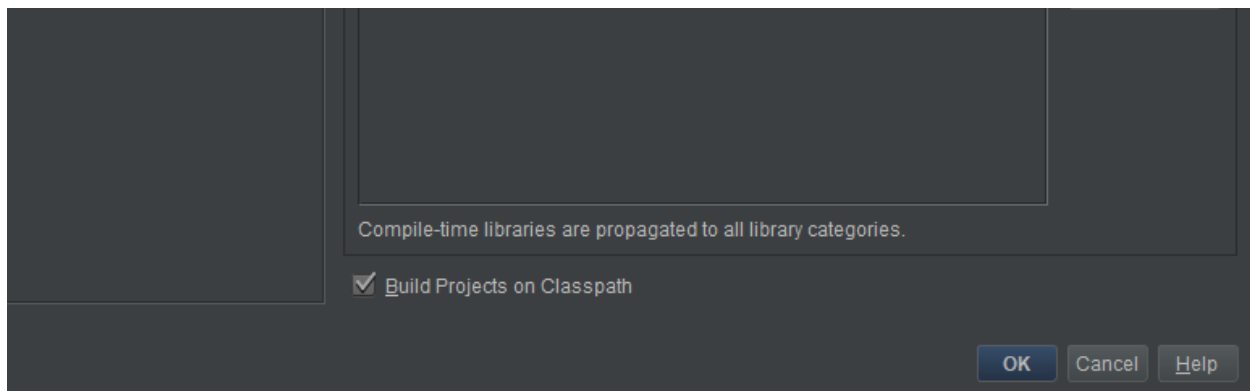 Compile-time libraries are propagated to all library categories.
Build Projects on Classpath
OK Cancel Help